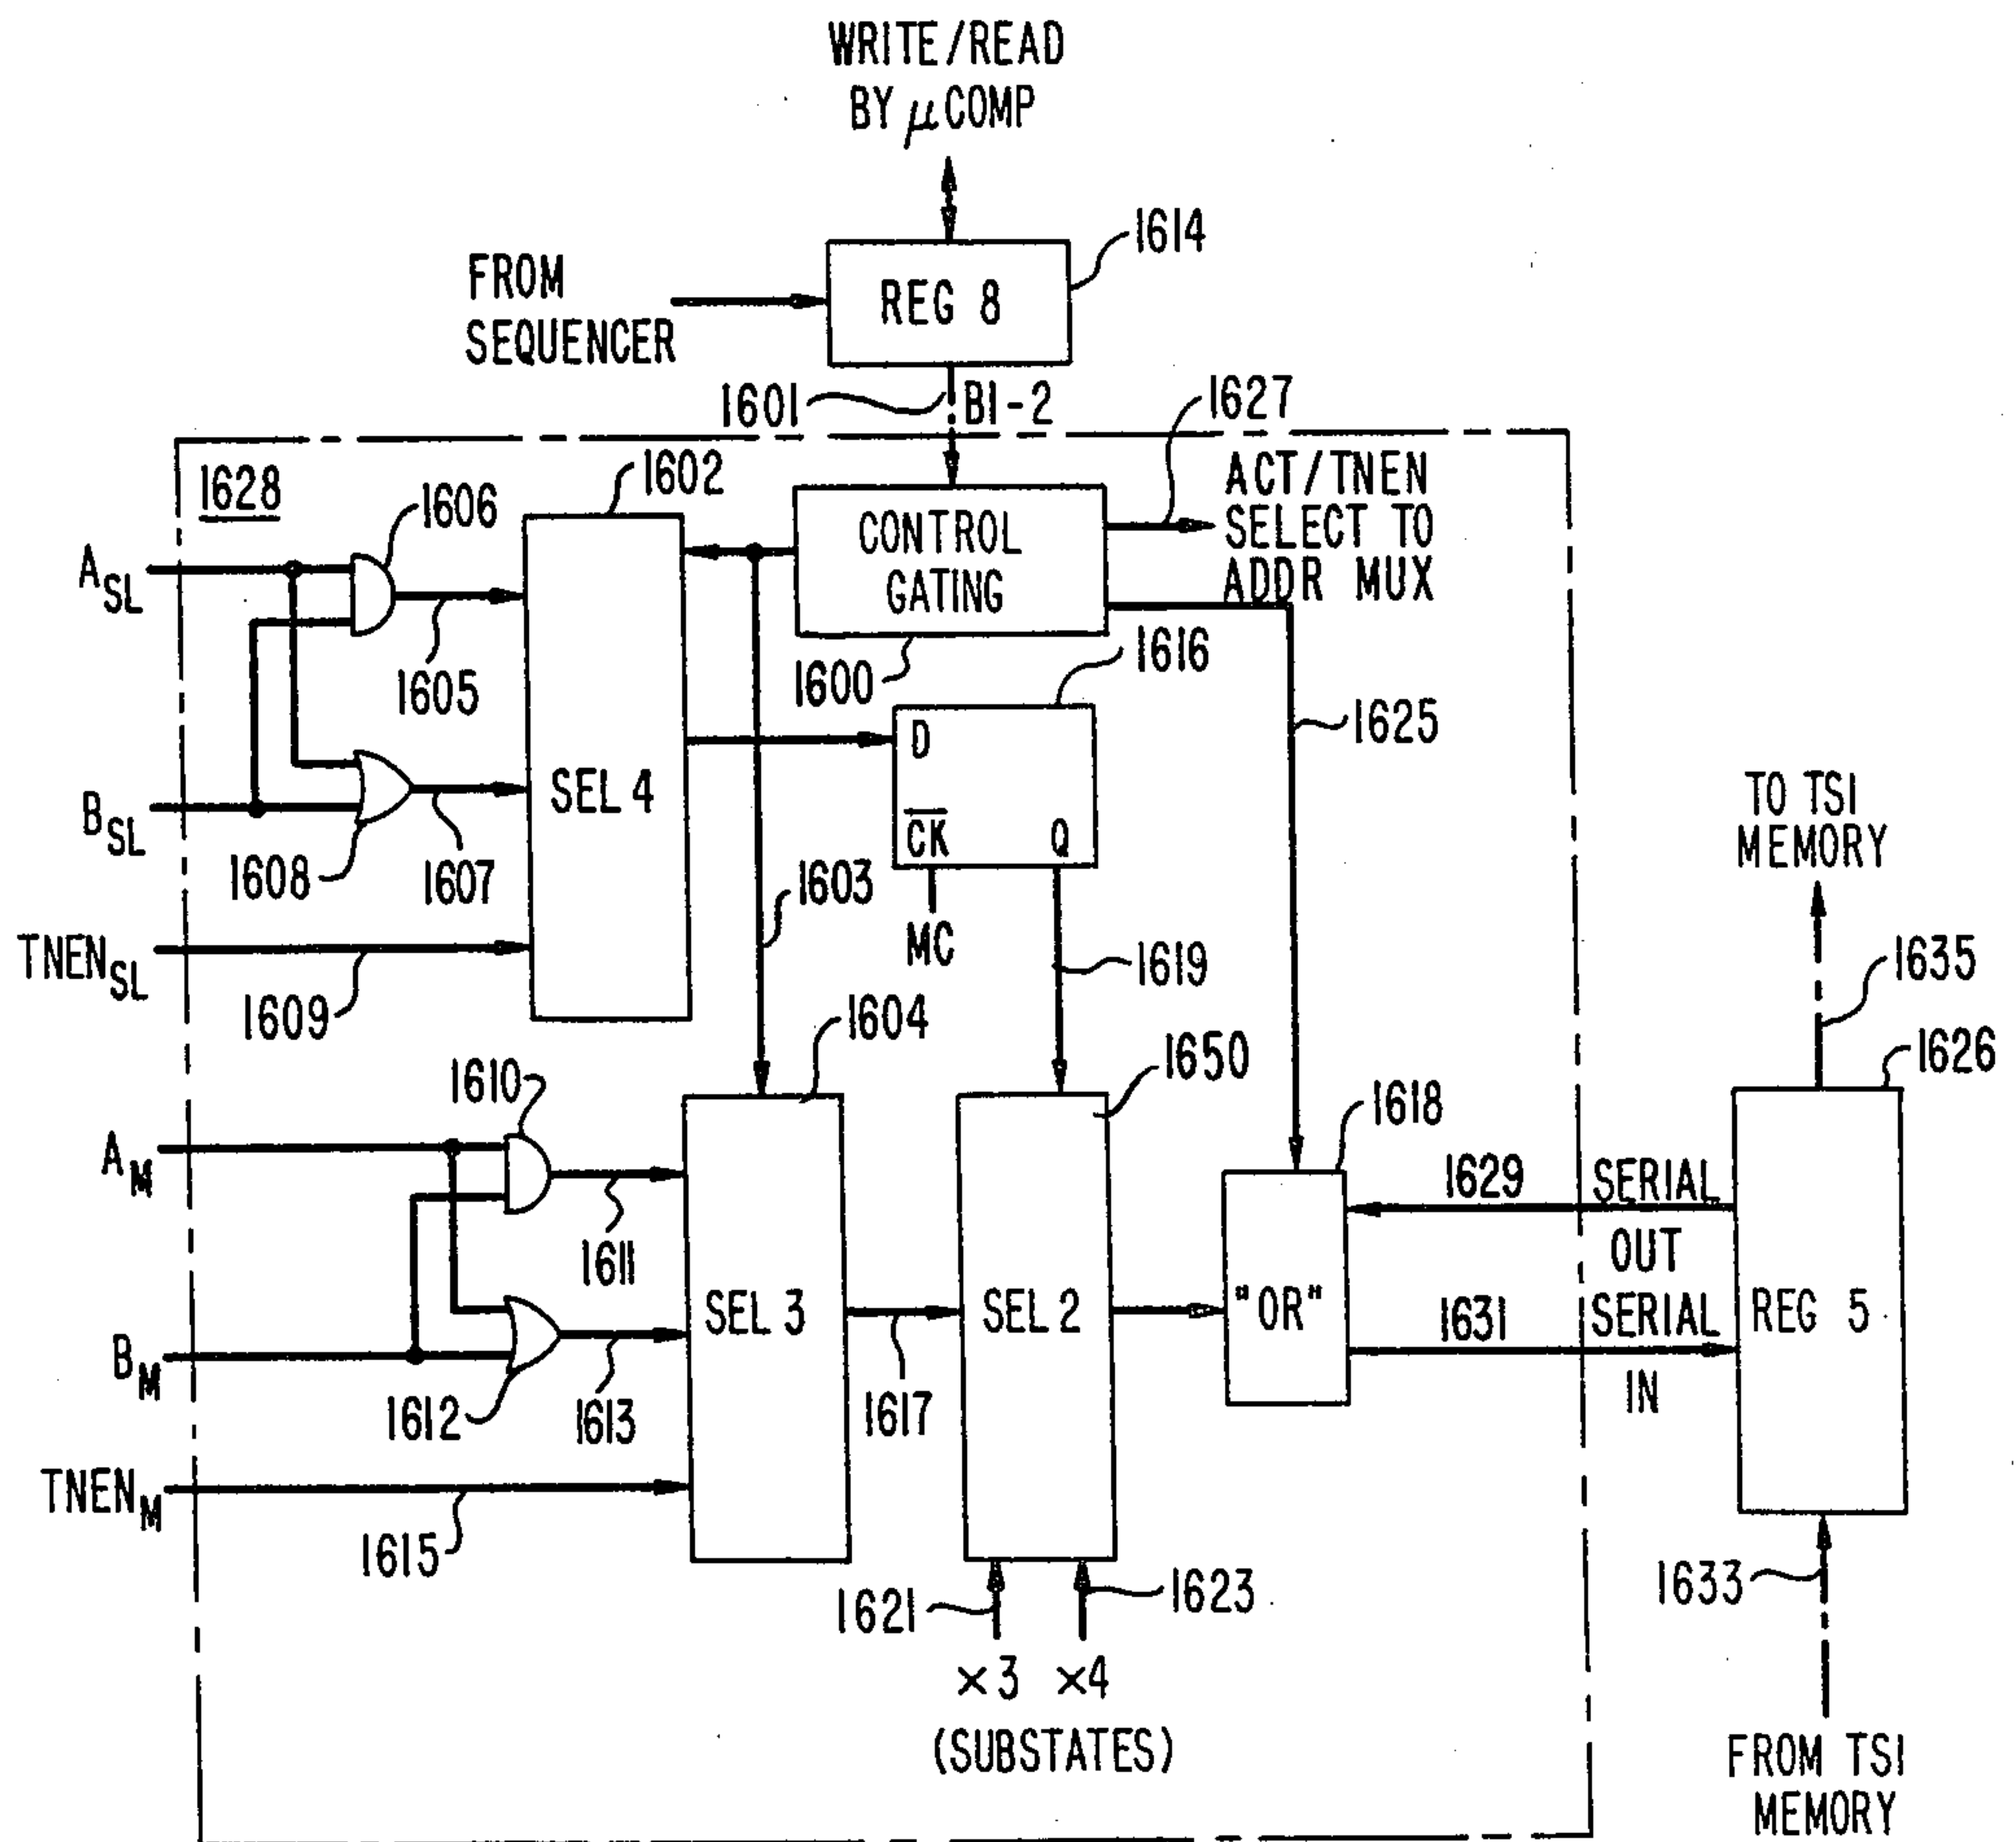 WRITE/READ
BY μCOMP
1614
FROM
SEQUENCER
REG 8
1601
B1-2
1627
1628
1602
1606
ACT/TNEN
SELECT TO
ADDR MUX
CONTROL
GATING
ASL
1605
1600
1616
1625
D
SEL 4
BSL
CK
Q
1608
1607
1603
MC
TO TSI
MEMORY
TNENSL
1609
1619
1635
1604
1650
1626
1610
1618
AM
1629
SERIAL
OUT
1611
SEL 3
SEL 2
"OR"
1631
SERIAL
IN
REG 5
BM
1612
1613
1617
TNENM
1615
1621
1623
1633
×3 ×4
(SUBSTATES)
FROM TSI
MEMORY